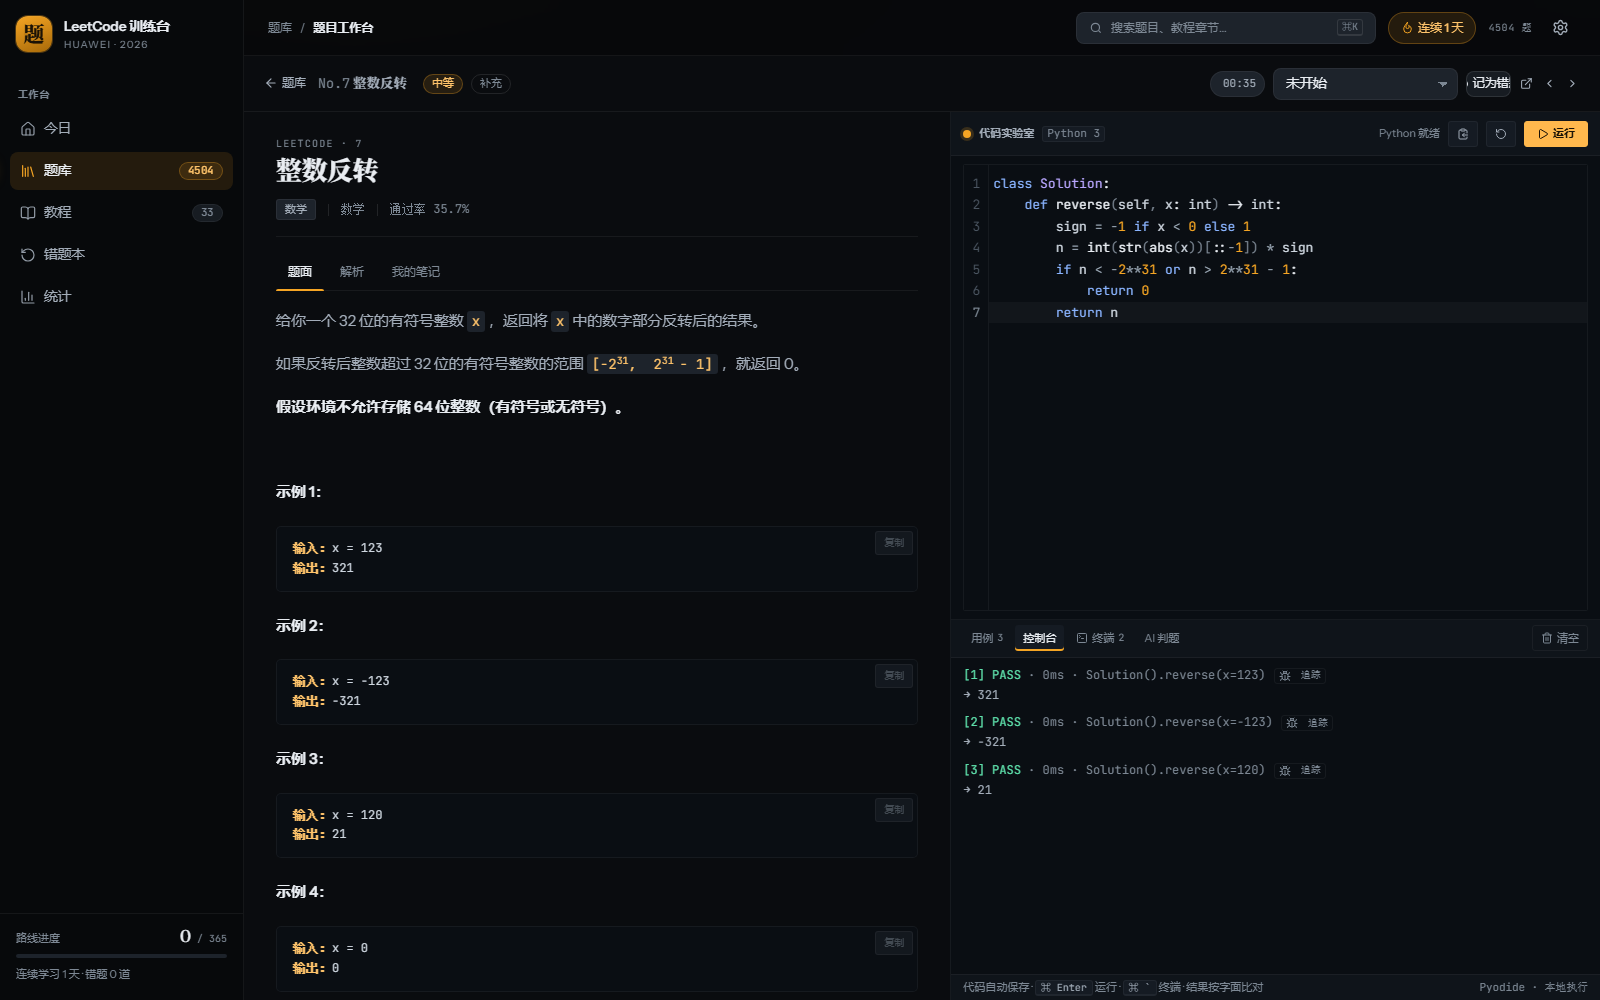 题
LeetCode 训练台
HUAWEI · 2026
工作台
今日
题库 4504
教程 33
错题本
统计
路线进度 0 / 365
连续学习 1 天 · 错题 0 道
题库 / 题目工作台
搜索题目、教程章节… ⌘K
连续 1 天
4504 题
← 题库 No.7 整数反转 中等 补充
00:35 未开始 记为错
LEETCODE · 7
整数反转
数学 数学 通过率 35.7%
题面 解析 我的笔记
给你一个 32 位的有符号整数 x ，返回将 x 中的数字部分反转后的结果。
如果反转后整数超过 32 位的有符号整数的范围 [−2³¹, 2³¹ − 1] ，就返回 0。
假设环境不允许存储 64 位整数（有符号或无符号）。
示例 1：
复制
输入：x = 123
输出：321
示例 2：
复制
输入：x = -123
输出：-321
示例 3：
复制
输入：x = 120
输出：21
示例 4：
复制
输入：x = 0
输出：0
代码实验室 Python 3
Python 就绪 运行
1 class Solution:
2     def reverse(self, x: int) -> int:
3         sign = -1 if x < 0 else 1
4         n = int(str(abs(x))[::-1]) * sign
5         if n < -2**31 or n > 2**31 - 1:
6             return 0
7         return n
用例 3 控制台 终端 2 AI 判题 清空
[1] PASS · 0ms · Solution().reverse(x=123) 追踪
→ 321
[2] PASS · 0ms · Solution().reverse(x=-123) 追踪
→ -321
[3] PASS · 0ms · Solution().reverse(x=120) 追踪
→ 21
代码自动保存 · ⌘ Enter 运行 · ⌘ ` 终端 · 结果按字面比对
Pyodide · 本地执行